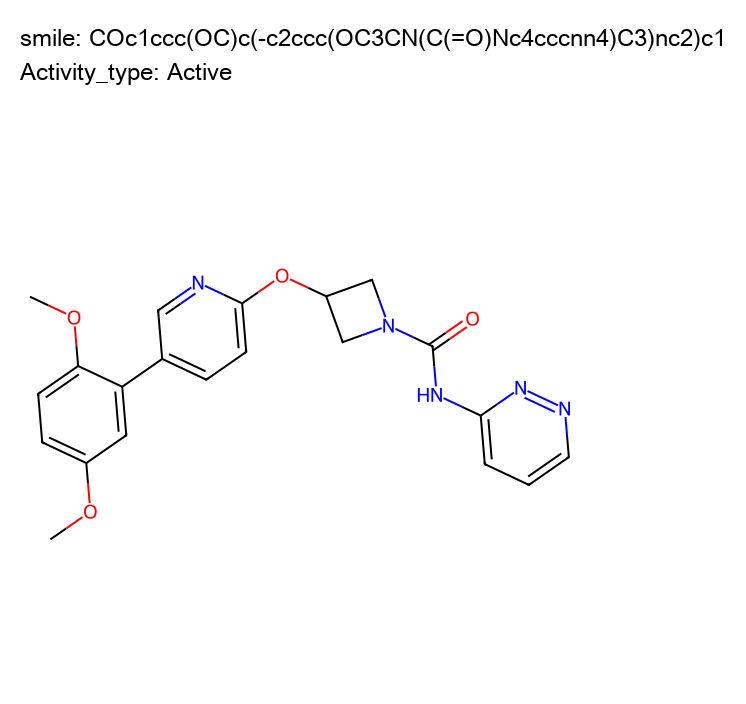 smile: COc1ccc(OC)c(-c2ccc(OC3CN(C(=O)Nc4cccnn4)C3)nc2)c1
Activity_type: Active
N
O
O
N
O
O
HN
N
N
O